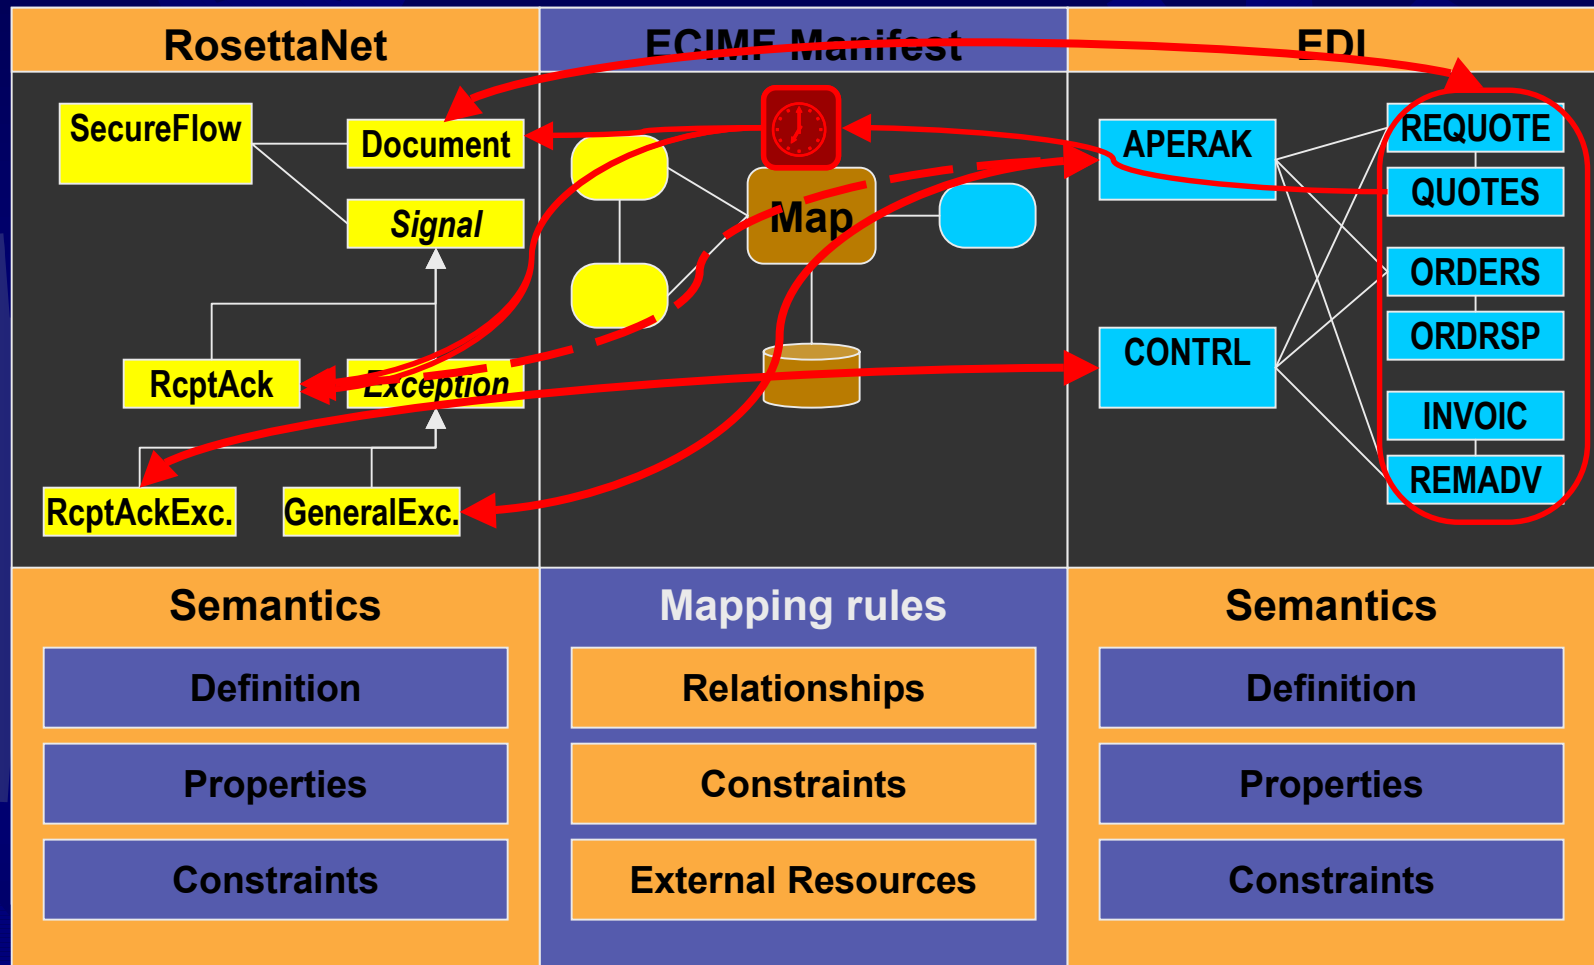 RosettaNet
ECIMF Manifest
EDI
SecureFlow
Document
Signal
RcptAck
Exception
RcptAckExc.
GeneralExc.
Map
APERAK
CONTRL
REQUOTE
QUOTES
ORDERS
ORDRSP
INVOIC
REMADV
Semantics
Definition
Properties
Constraints
Mapping rules
Relationships
Constraints
External Resources
Semantics
Definition
Properties
Constraints